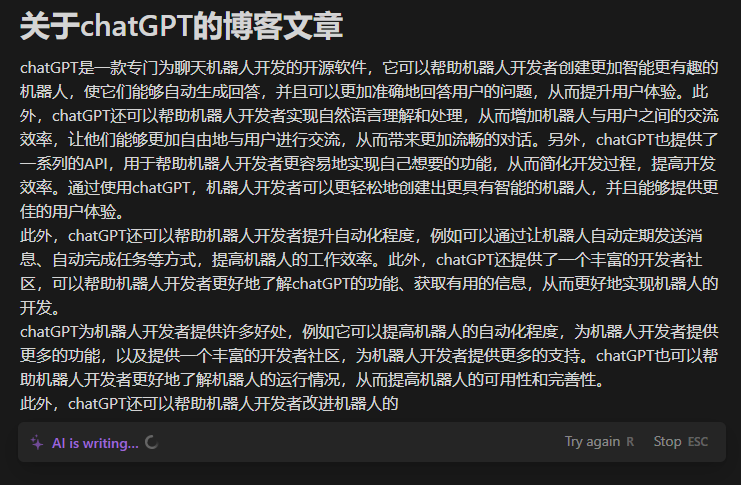 关于chatGPT的博客文章
chatGPT是一款专门为聊天机器人开发的开源软件，它可以帮助机器人开发者创建更加智能更有趣的
机器人，使它们能够自动生成回答，并且可以更加准确地回答用户的问题，从而提升用户体验。此
外，chatGPT还可以帮助机器人开发者实现自然语言理解和处理，从而增加机器人与用户之间的交流
效率，让他们能够更加自由地与用户进行交流，从而带来更加流畅的对话。另外，chatGPT也提供了
一系列的API，用于帮助机器人开发者更容易地实现自己想要的功能，从而简化开发过程，提高开发
效率。通过使用chatGPT，机器人开发者可以更轻松地创建出更具有智能的机器人，并且能够提供更
佳的用户体验。
此外，chatGPT还可以帮助机器人开发者提升自动化程度，例如可以通过让机器人自动定期发送消
息、自动完成任务等方式，提高机器人的工作效率。此外，chatGPT还提供了一个丰富的开发者社
区，可以帮助机器人开发者更好地了解chatGPT的功能、获取有用的信息，从而更好地实现机器人的
开发。
chatGPT为机器人开发者提供许多好处，例如它可以提高机器人的自动化程度，为机器人开发者提供
更多的功能，以及提供一个丰富的开发者社区，为机器人开发者提供更多的支持。chatGPT也可以帮
助机器人开发者更好地了解机器人的运行情况，从而提高机器人的可用性和完善性。
此外，chatGPT还可以帮助机器人开发者改进机器人的
AI is writing... Try again R Stop ESC